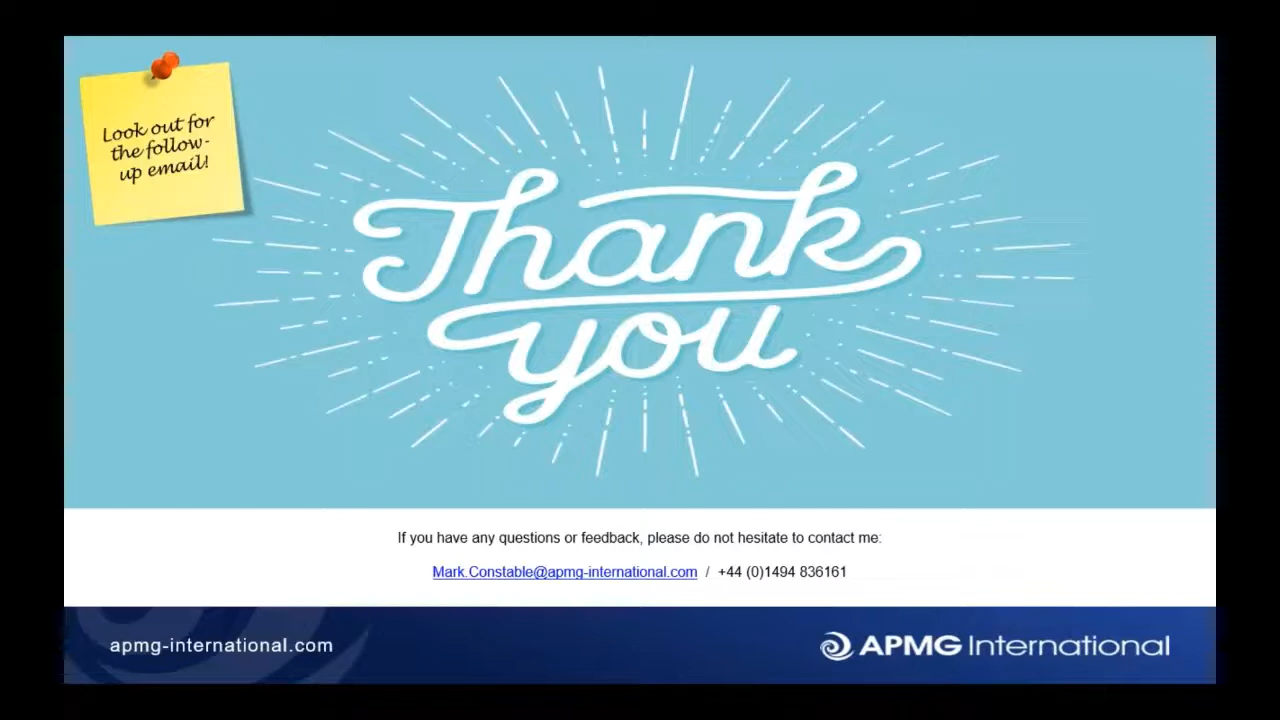 Look out for
the follow-
up email!
Thank
you
If you have any questions or feedback, please do not hesitate to contact me:
Mark.Constable@apmg-international.com / +44 (0)1494 836161
apmg-international.com
APMG International